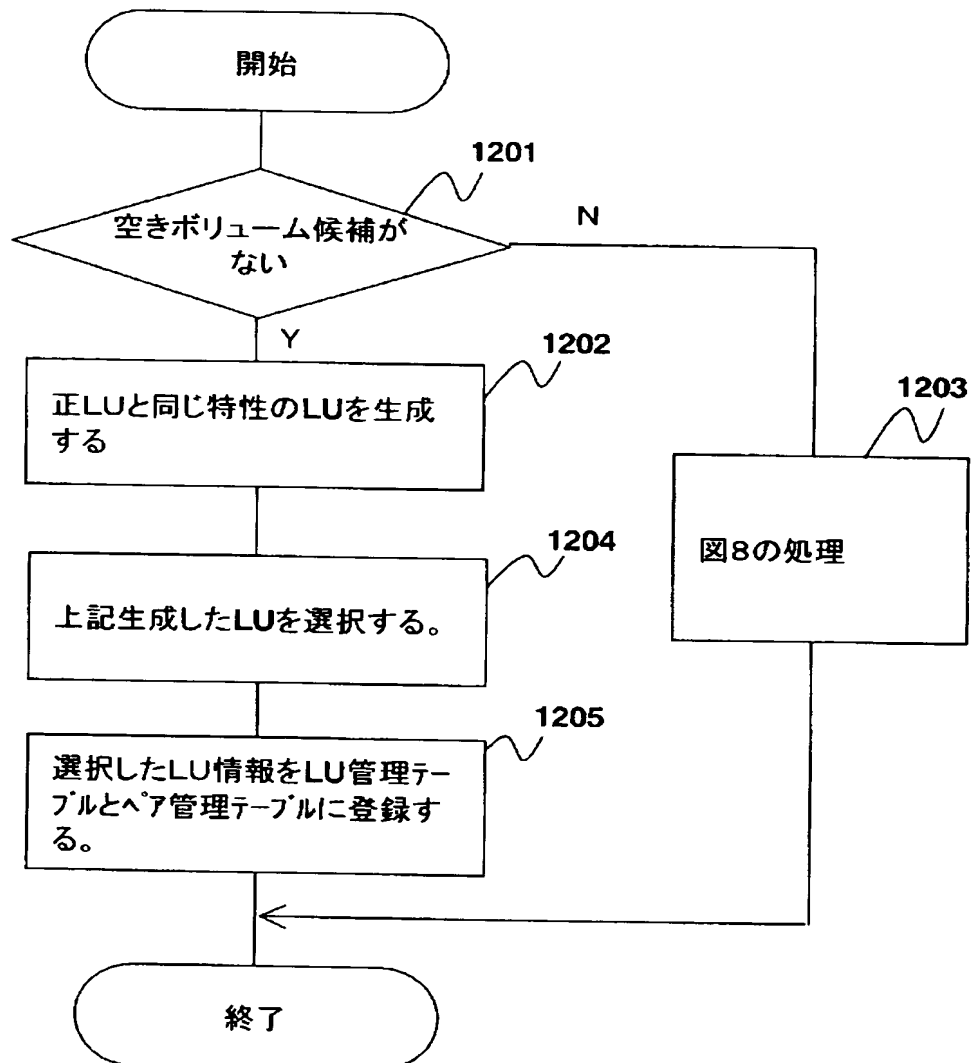 開始
1201
空きボリューム候補が
ない
N
Y
1202
正LUと同じ特性のLUを生成
する
1203
図8の処理
1204
上記生成したLUを選択する。
1205
選択したLU情報をLU管理テー
ブルとペア管理テーブルに登録す
る。
終了